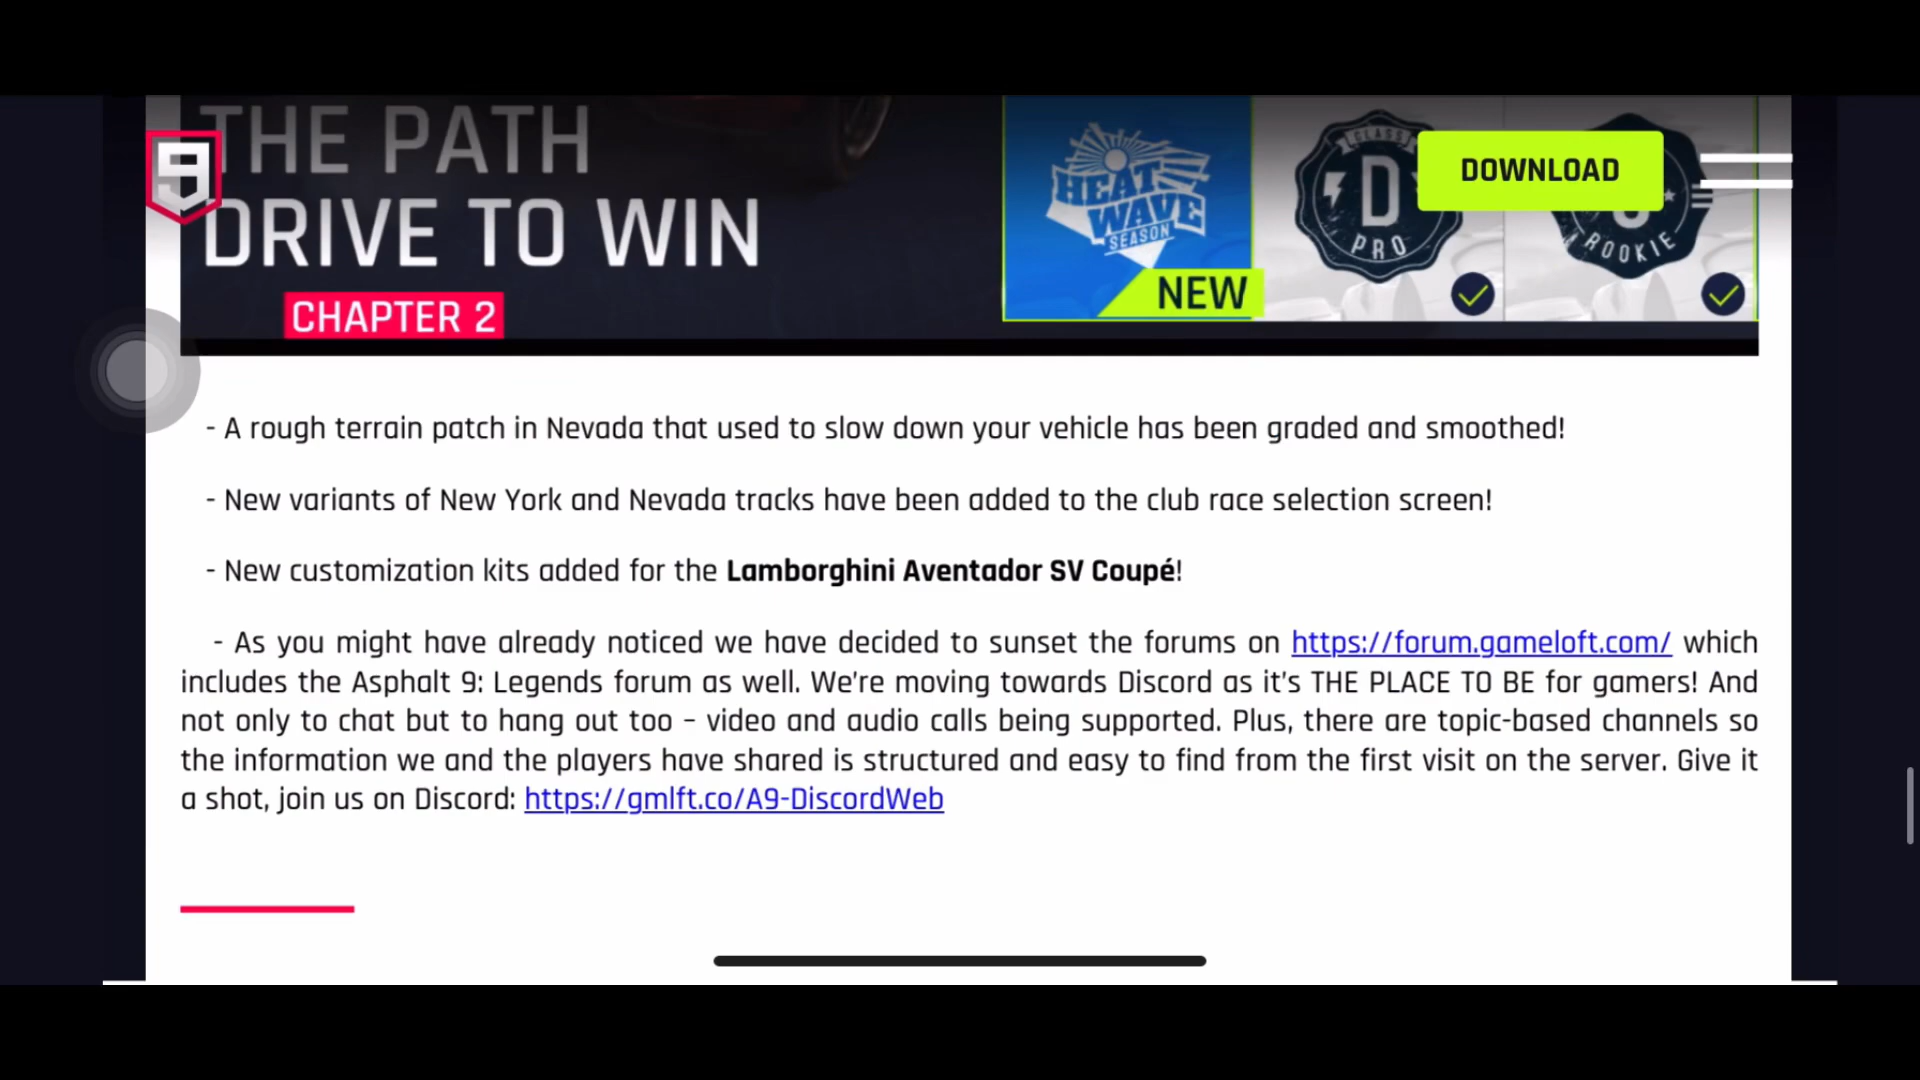 THE PATH
DRIVE TO WIN
CHAPTER 2
9
HEAT
WAVE
SEASON
NEW
CLASS
D
PRO
ROOKIE
DOWNLOAD
- A rough terrain patch in Nevada that used to slow down your vehicle has been graded and smoothed!
- New variants of New York and Nevada tracks have been added to the club race selection screen!
- New customization kits added for the Lamborghini Aventador SV Coupé!
- As you might have already noticed we have decided to sunset the forums on https://forum.gameloft.com/ which
includes the Asphalt 9: Legends forum as well. We're moving towards Discord as it's THE PLACE TO BE for gamers! And
not only to chat but to hang out too – video and audio calls being supported. Plus, there are topic-based channels so
the information we and the players have shared is structured and easy to find from the first visit on the server. Give it
a shot, join us on Discord: https://gmlft.co/A9-DiscordWeb